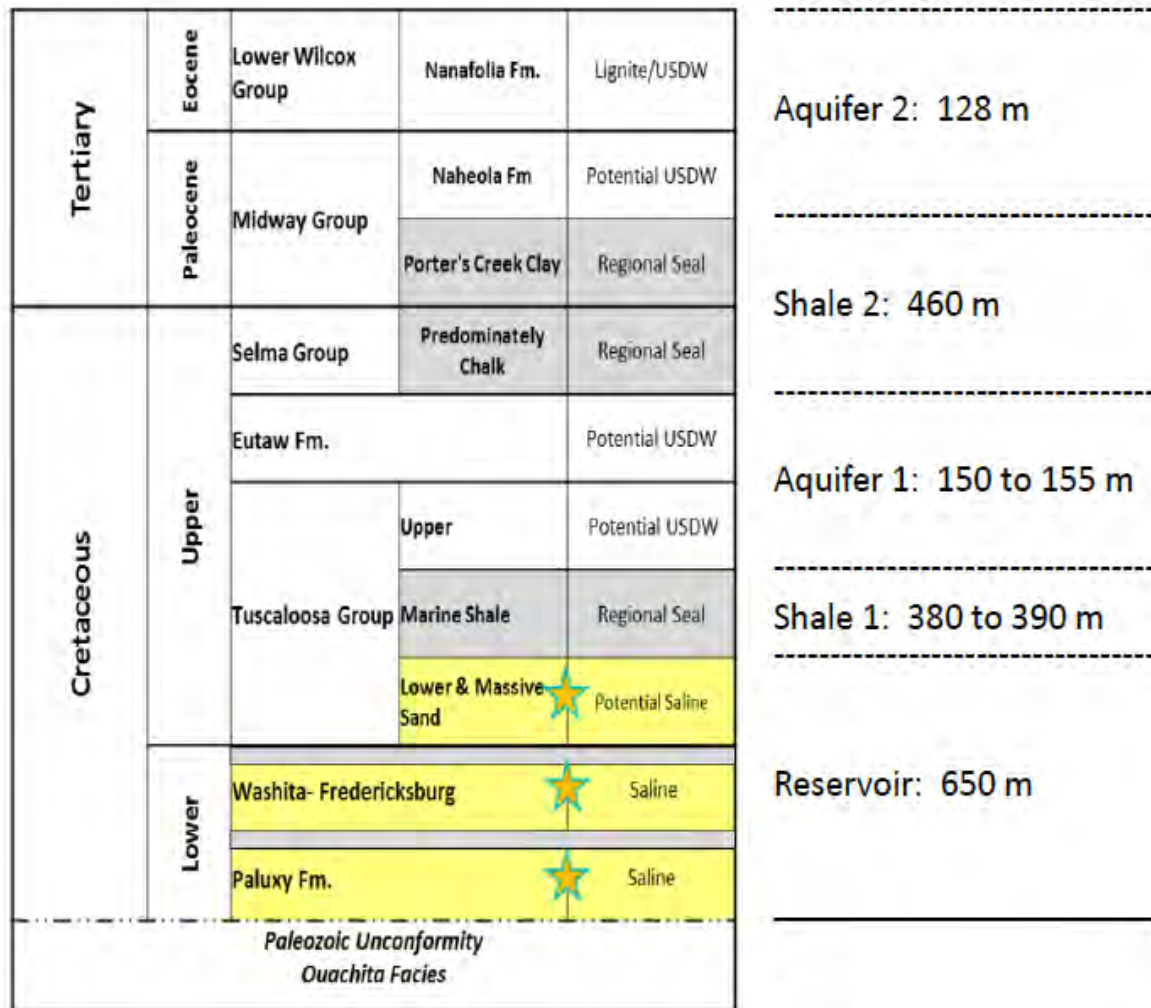 Tertiary
Eocene
Lower Wilcox
Group
Nanafolia Fm.
Lignite/USDW
Aquifer 2: 128 m
Paleocene
Midway Group
Naheola Fm
Potential USDW
Porter's Creek Clay
Regional Seal
Shale 2: 460 m
Cretaceous
Upper
Selma Group
Predominately
Chalk
Regional Seal
Eutaw Fm.
Potential USDW
Aquifer 1: 150 to 155 m
Tuscaloosa Group
Upper
Potential USDW
Marine Shale
Regional Seal
Shale 1: 380 to 390 m
Lower & Massive
Sand
Potential Saline
Lower
Washita- Fredericksburg
Saline
Reservoir: 650 m
Paluxy Fm.
Saline
Paleozoic Unconformity
Ouachita Facies